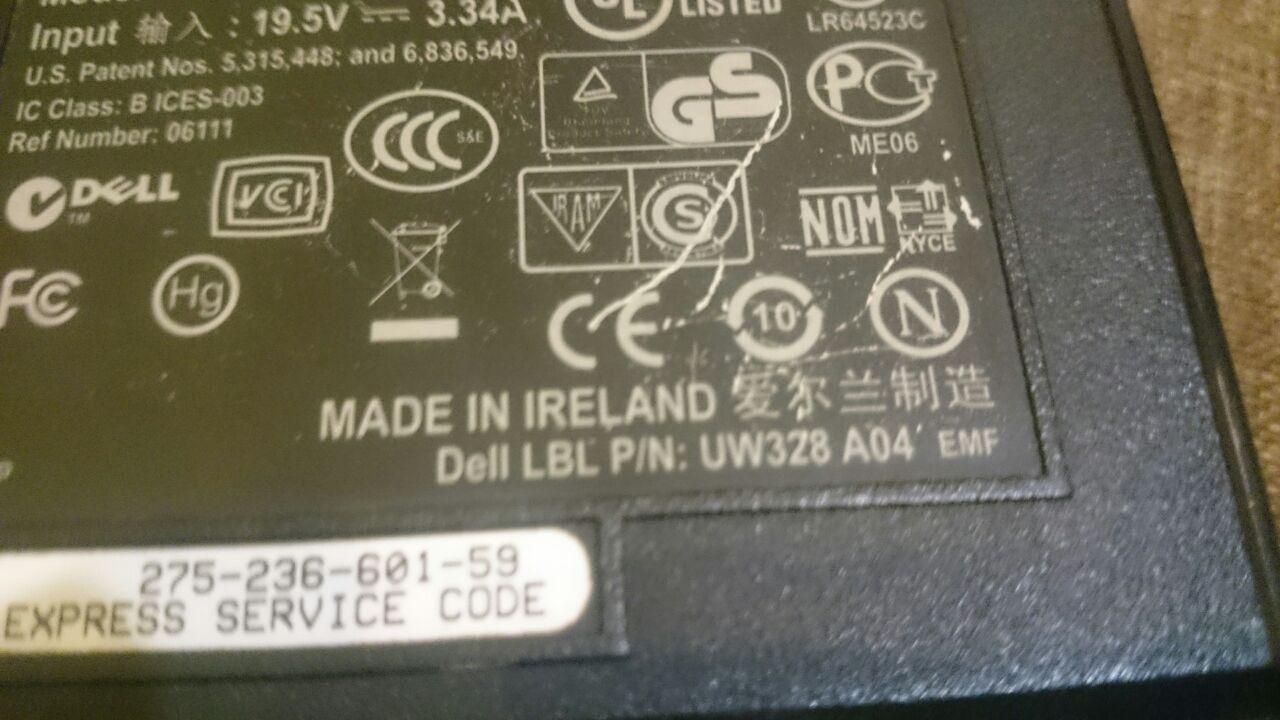 Input 输入 : 19.5V 3.34A
LISTED
LR64523C
U.S. Patent Nos. 5,315,448; and 6,836,549
IC Class: B ICES-003
Ref Number: 06111
CCC S&E
GS
PCT
ME06
DELL
TM
VCI
IRAM
S
NOM
NYCE
FC
Hg
CE
10
N
MADE IN IRELAND 爱尔兰制造
Dell LBL P/N: UW328 A04 EMF
275-236-601-59
EXPRESS SERVICE CODE